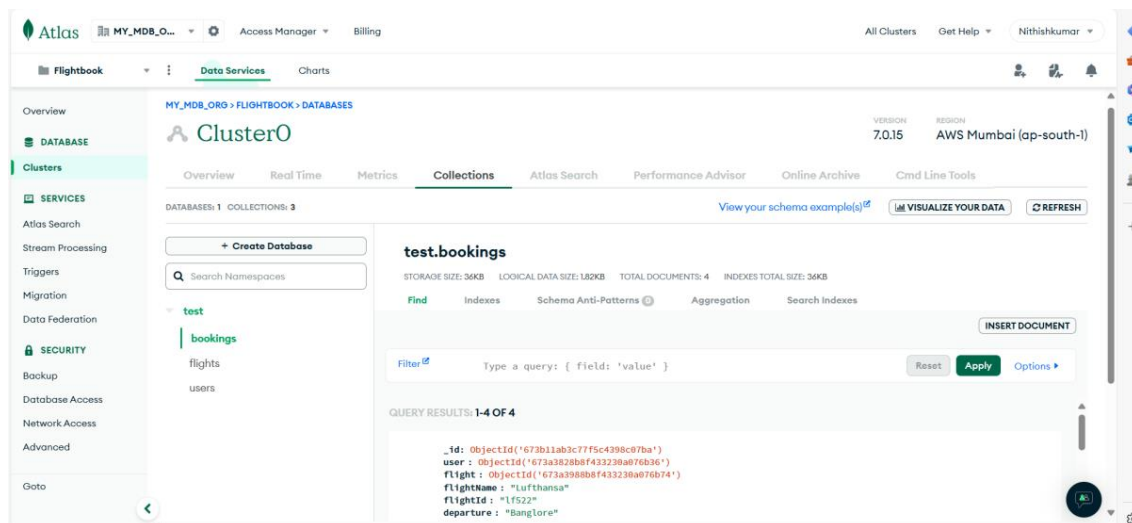 Atlas MY_MDB_O... Access Manager Billing All Clusters Get Help Nithishkumar
Flightbook Data Services Charts
Overview
DATABASE
Clusters
SERVICES
Atlas Search
Stream Processing
Triggers
Migration
Data Federation
SECURITY
Backup
Database Access
Network Access
Advanced
Goto
MY_MDB_ORG > FLIGHTBOOK > DATABASES
Cluster0
VERSION REGION
7.0.15 AWS Mumbai (ap-south-1)
Overview Real Time Metrics Collections Atlas Search Performance Advisor Online Archive Cmd Line Tools
DATABASES: 1 COLLECTIONS: 3 View your schema example(s) VISUALIZE YOUR DATA REFRESH
+ Create Database
Search Namespaces
test
bookings
flights
users
test.bookings
STORAGE SIZE: 36KB LOGICAL DATA SIZE: 1.82KB TOTAL DOCUMENTS: 4 INDEXES TOTAL SIZE: 36KB
Find Indexes Schema Anti-Patterns 0 Aggregation Search Indexes
INSERT DOCUMENT
Filter Type a query: { field: 'value' } Reset Apply Options
QUERY RESULTS: 1-4 OF 4
_id: ObjectId('673b11ab3c77f5c4398c07ba')
user : ObjectId('673a3828b8f433230a076b36')
flight : ObjectId('673a3988b8f433230a076b74')
flightName : "Lufthansa"
flightId : "lf522"
departure : "Banglore"